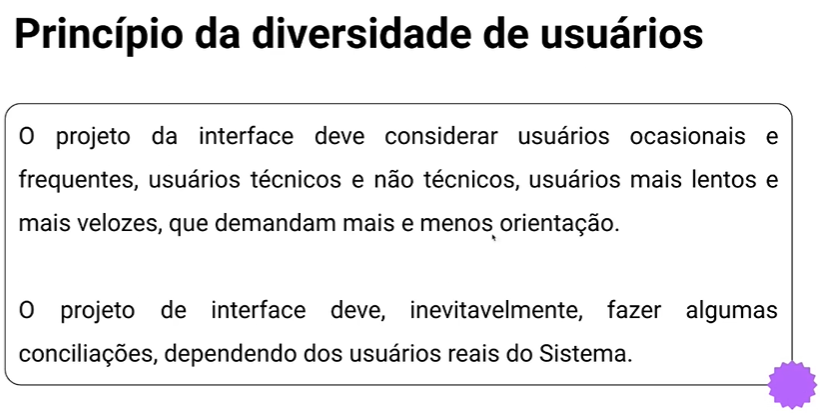 Princípio da diversidade de usuários
O projeto da interface deve considerar usuários ocasionais e
frequentes, usuários técnicos e não técnicos, usuários mais lentos e
mais velozes, que demandam mais e menos orientação.
O projeto de interface deve, inevitavelmente, fazer algumas
conciliações, dependendo dos usuários reais do Sistema.